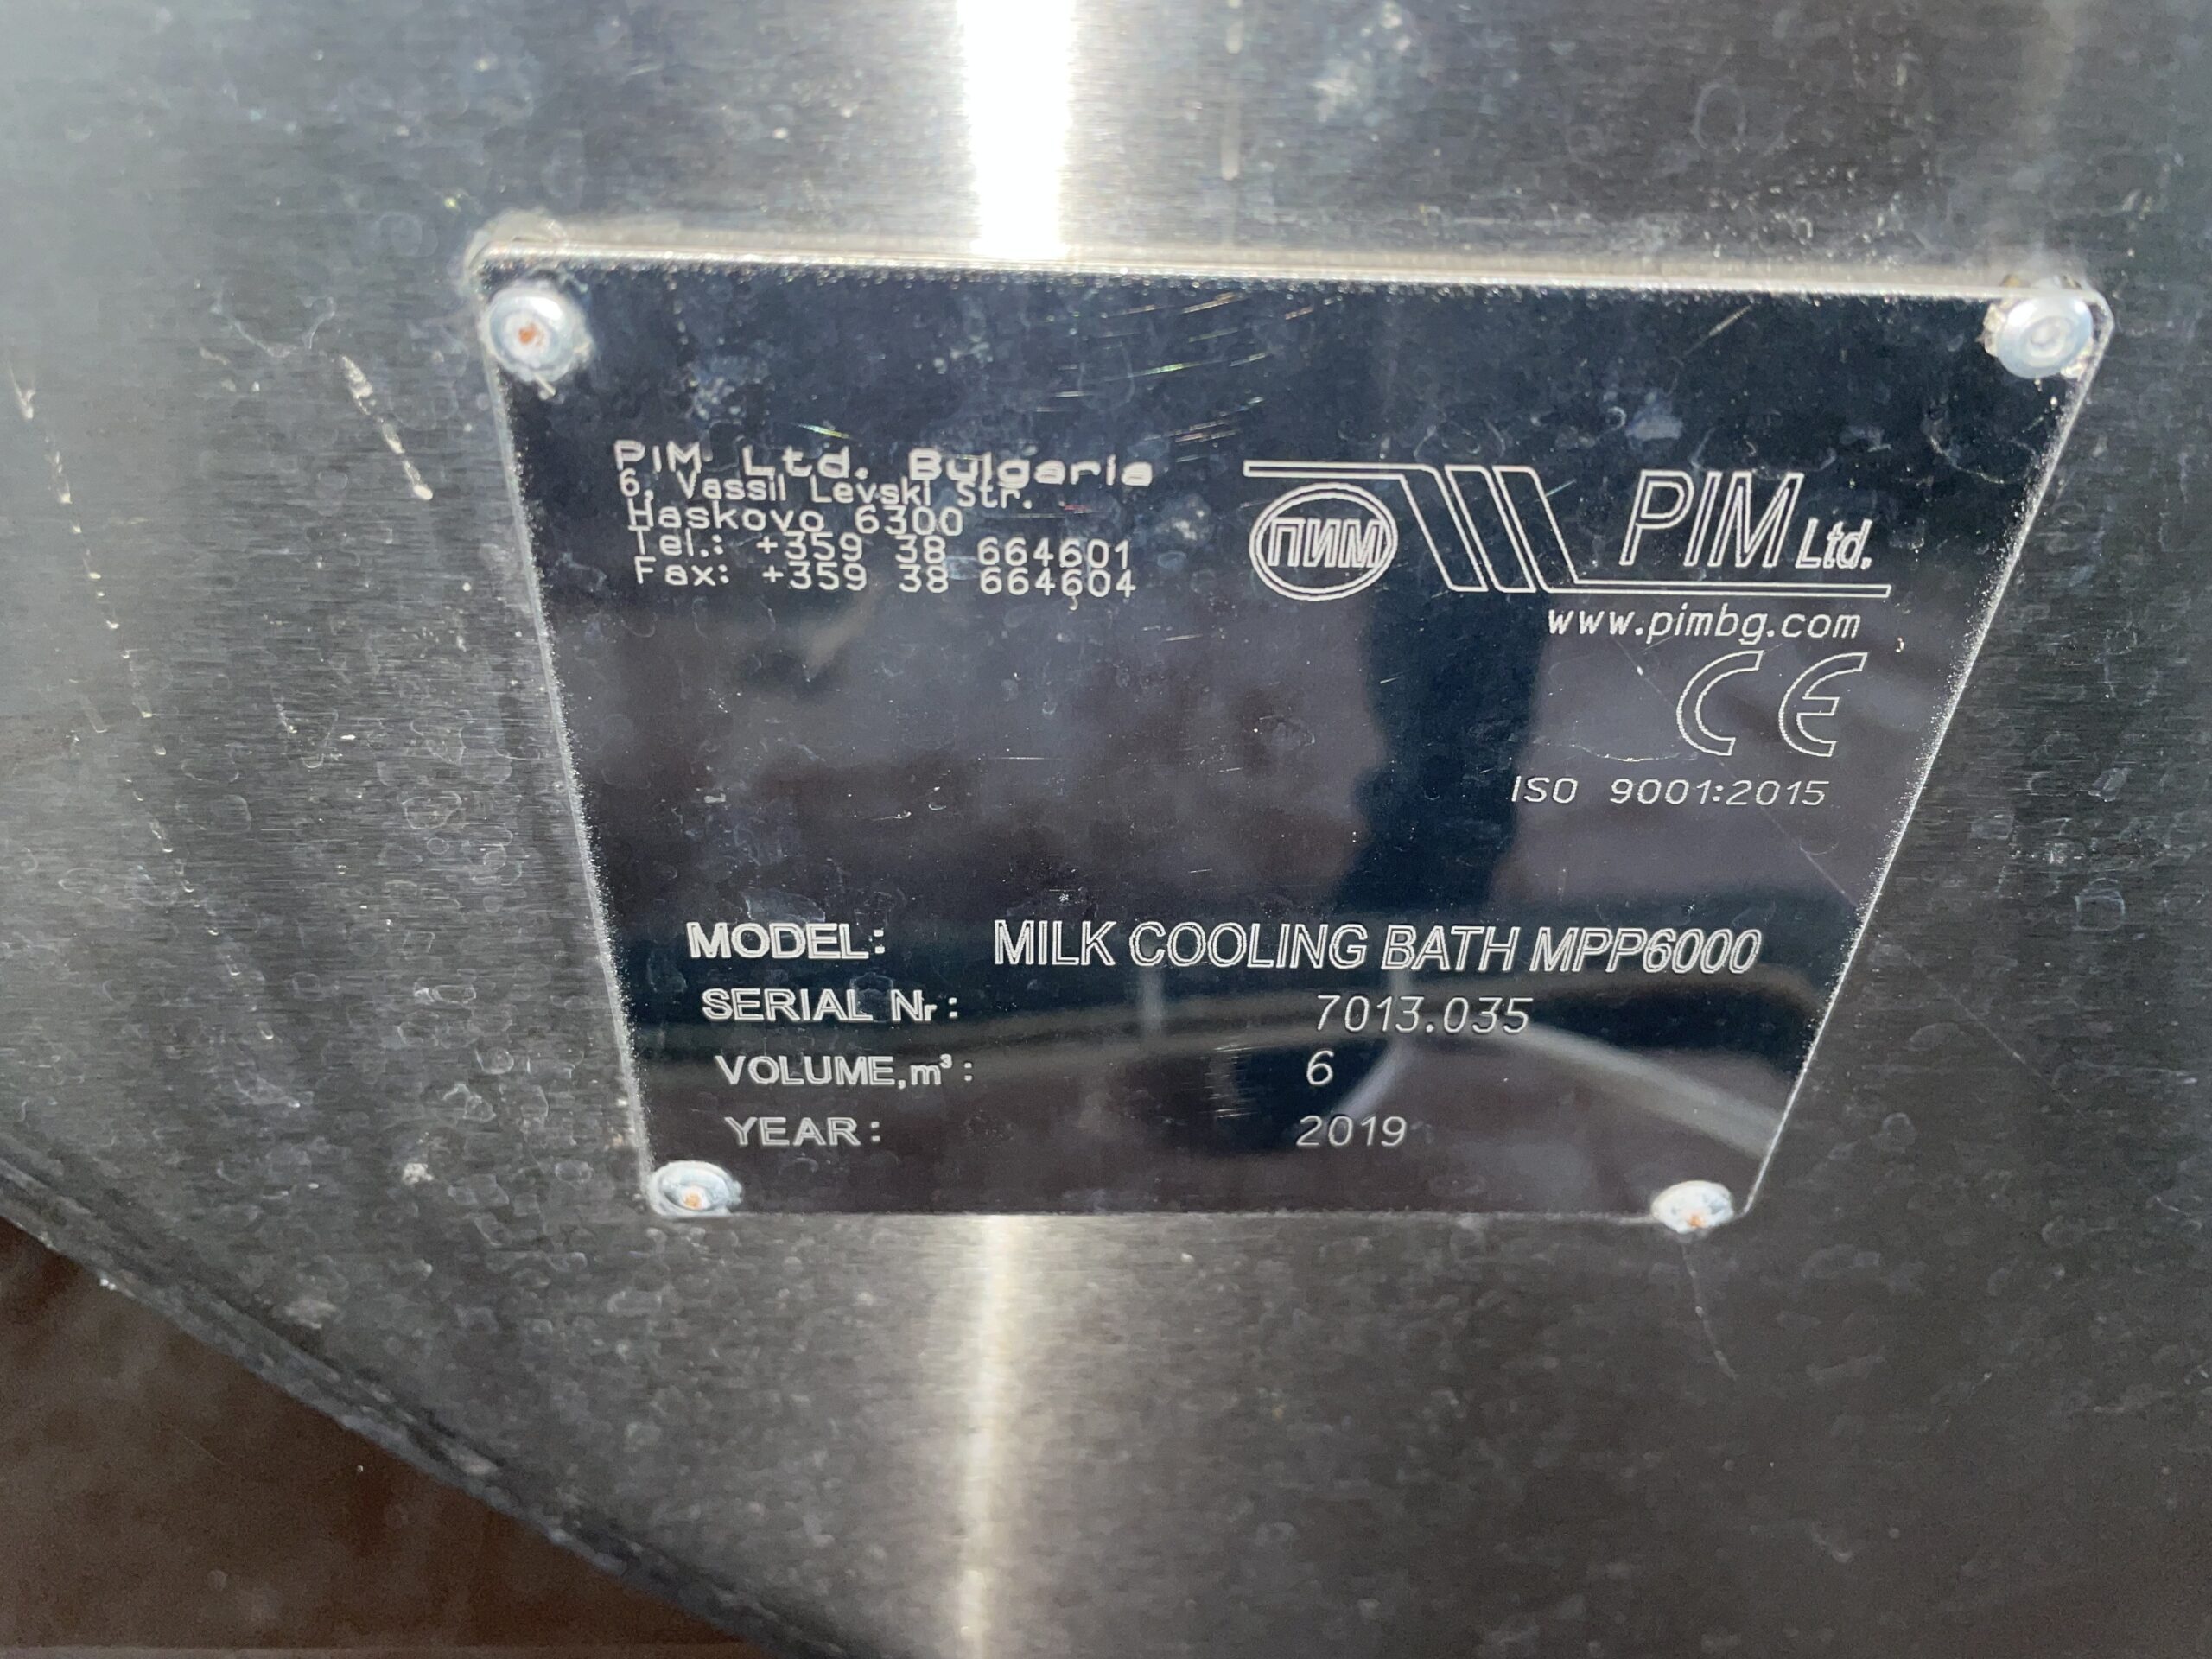 PIM Ltd. Bulgaria
6, Vassil Levski str.
Haskovo 6300
Tel.: +359 38 664601
Fax: +359 38 664604
ПИМ PIM Ltd.
www.pimbg.com
CE
ISO 9001:2015
MODEL: MILK COOLING BATH MPP6000
SERIAL Nr: 7013.035
VOLUME,m³: 6
YEAR: 2019